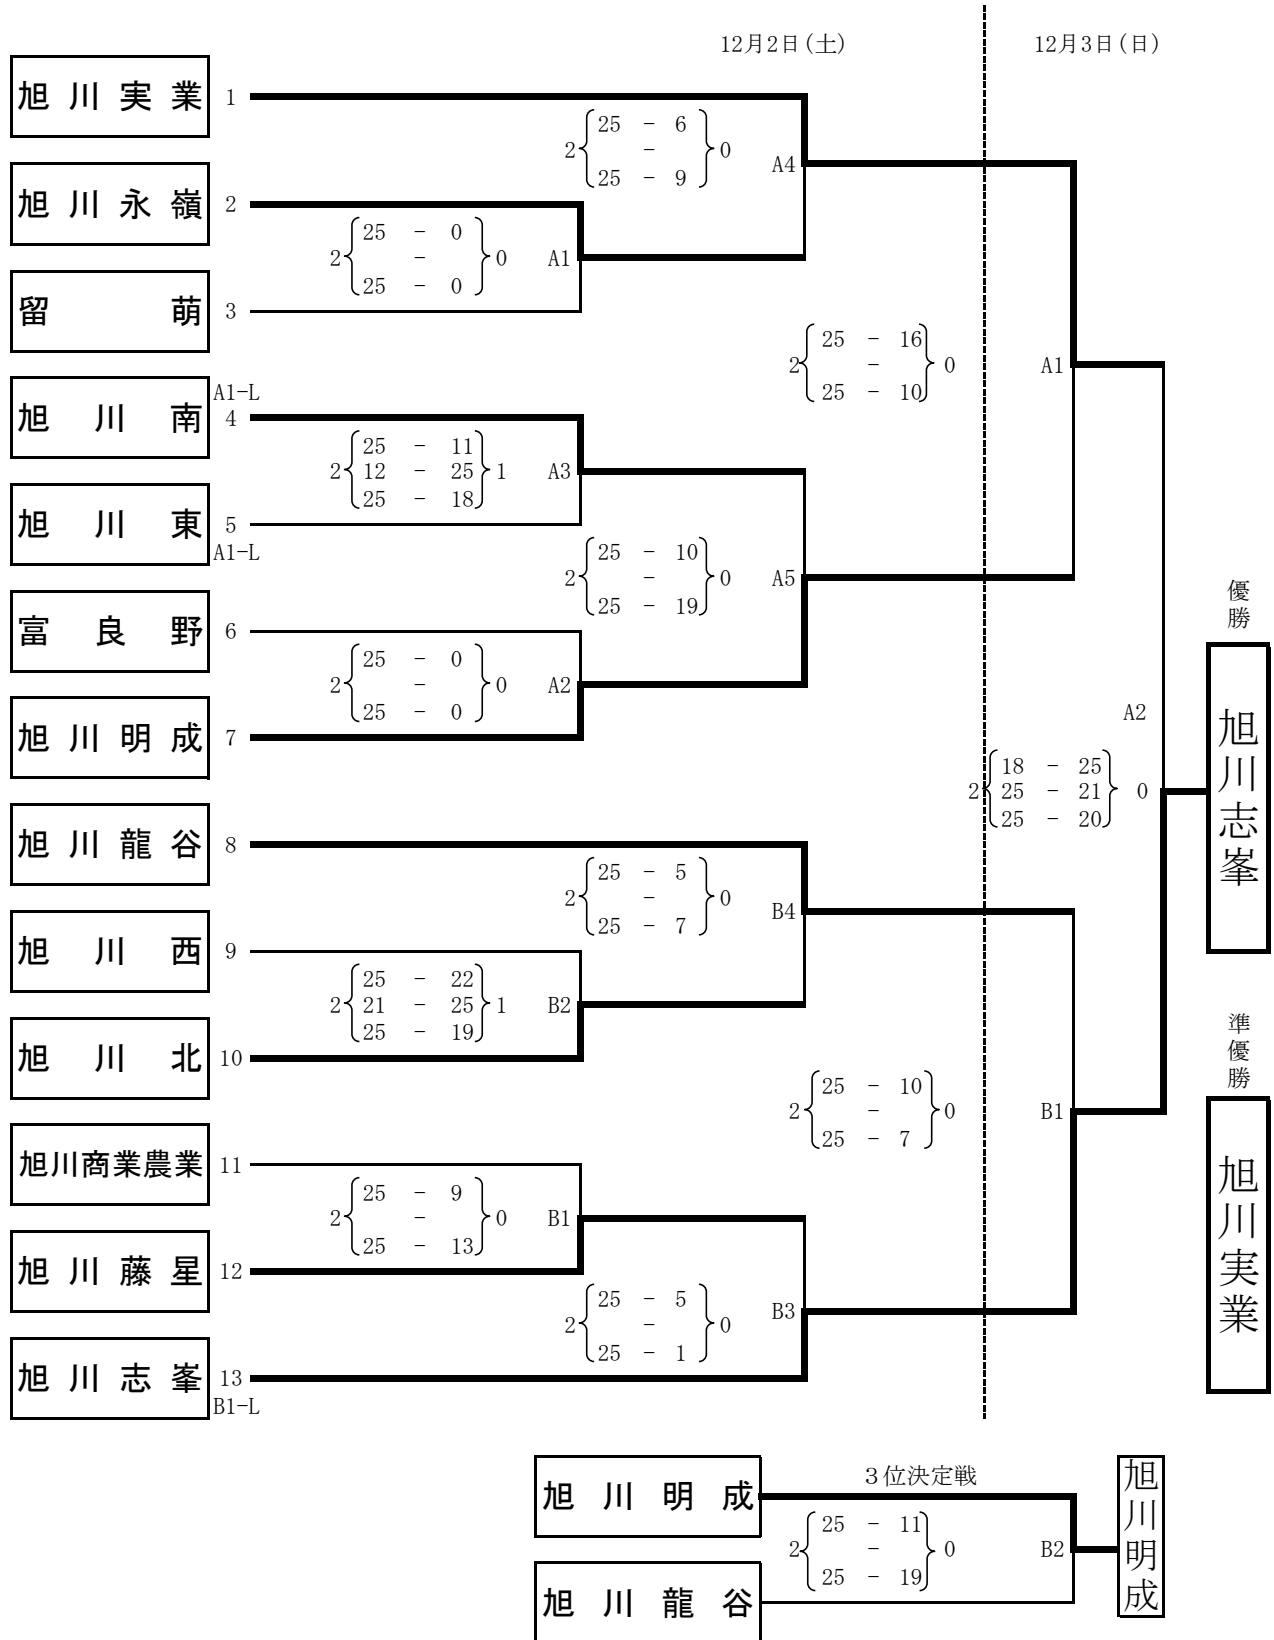 12月2日(土) 12月3日(日)
旭川実業 1
25 - 6
2 - 0 A4
25 - 9
旭川永嶺 2
25 - 0
2 - 0 A1
25 - 0
留萌 3
25 - 16
2 - 0 A1
25 - 10
A1-L
旭川南 4
25 - 11
2 12 - 25 1 A3
25 - 18
旭川東 5
A1-L
25 - 10
2 - 0 A5
25 - 19
富良野 6
25 - 0
2 - 0 A2
25 - 0
旭川明成 7
A2
18 - 25
2 25 - 21 0
25 - 20
優勝
旭川志峯
旭川龍谷 8
25 - 5
2 - 0 B4
25 - 7
旭川西 9
25 - 22
2 21 - 25 1 B2
25 - 19
旭川北 10
25 - 10
2 - 0 B1
25 - 7
準優勝
旭川実業
旭川商業農業 11
25 - 9
2 - 0 B1
25 - 13
旭川藤星 12
25 - 5
2 - 0 B3
25 - 1
旭川志峯 13
B1-L
3位決定戦
旭川明成
25 - 11
2 - 0 B2
25 - 19
旭川龍谷
旭川明成